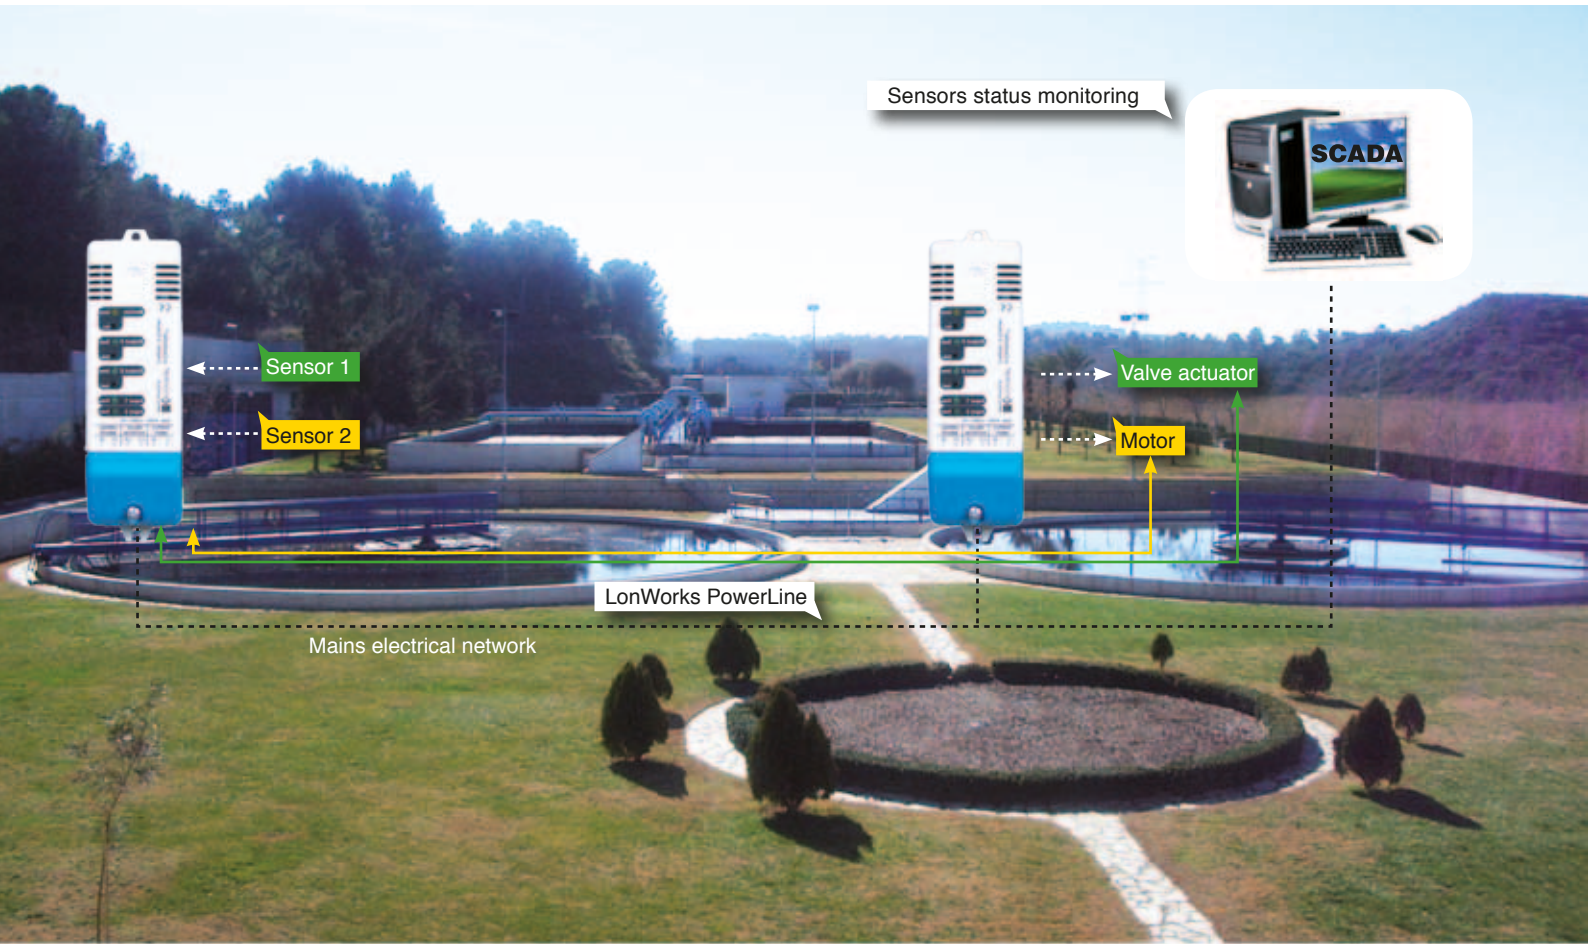 Sensors status monitoring
SCADA
Sensor 1
Valve actuator
Sensor 2
Motor
LonWorks PowerLine
Mains electrical network